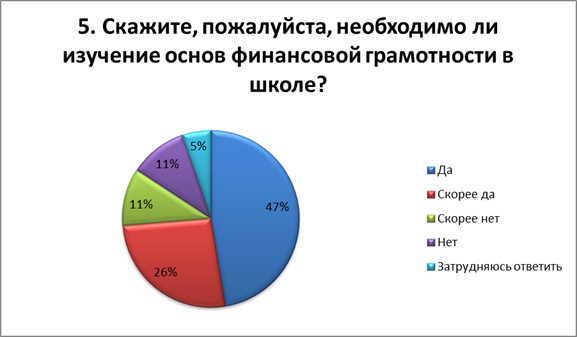 5. Скажите, пожалуйста, необходимо ли
изучение основ финансовой грамотности в
школе?
5%
11%
11%
47%
26%
Да
Скорее да
Скорее нет
Нет
Затрудняюсь ответить